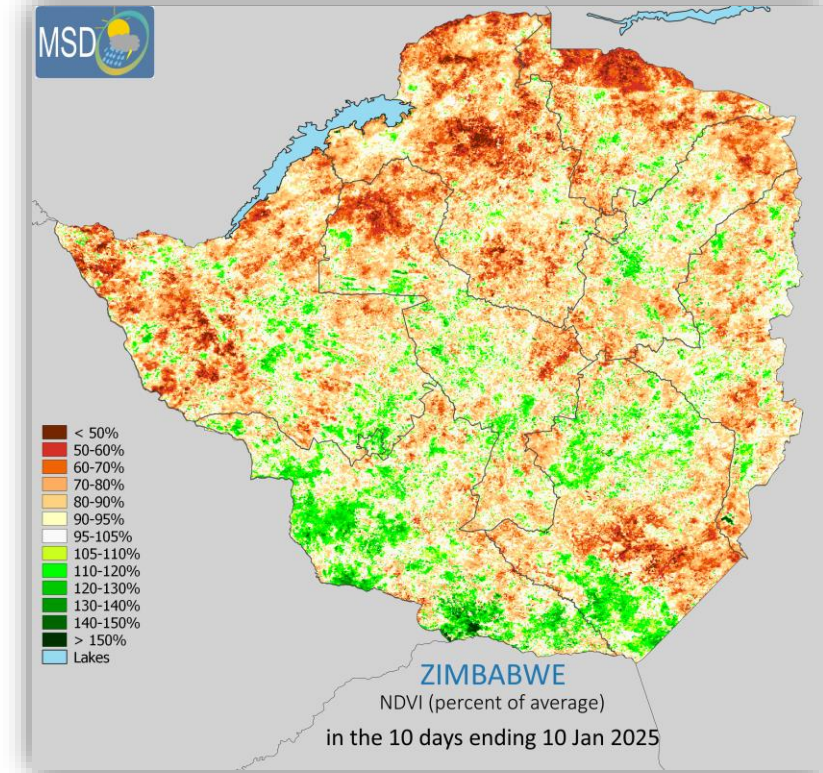 MSD
< 50%
50-60%
60-70%
70-80%
80-90%
90-95%
95-105%
105-110%
110-120%
120-130%
130-140%
140-150%
> 150%
Lakes
ZIMBABWE
NDVI (percent of average)
in the 10 days ending 10 Jan 2025